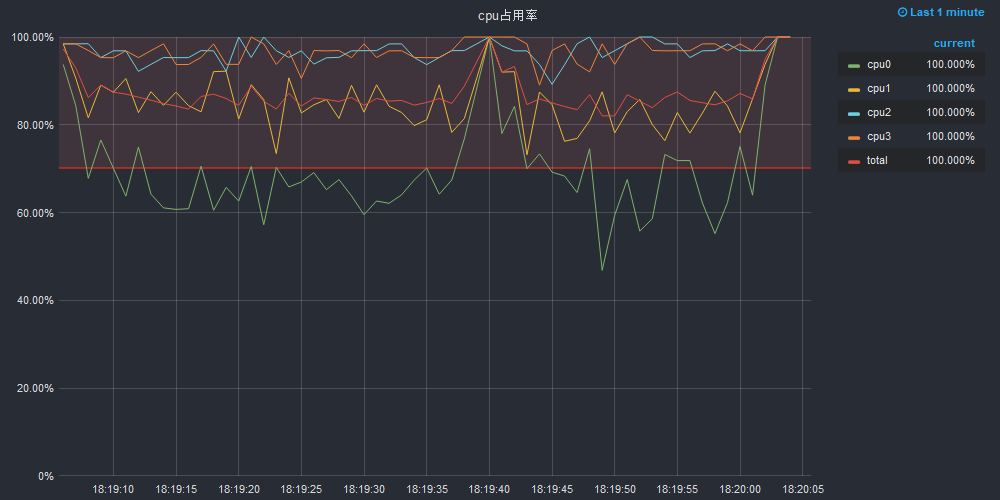 cpu占用率
Last 1 minute
100.00%
80.00%
60.00%
40.00%
20.00%
0%
18:19:10 18:19:15 18:19:20 18:19:25 18:19:30 18:19:35 18:19:40 18:19:45 18:19:50 18:19:55 18:20:00 18:20:05
current
cpu0 100.000%
cpu1 100.000%
cpu2 100.000%
cpu3 100.000%
total 100.000%